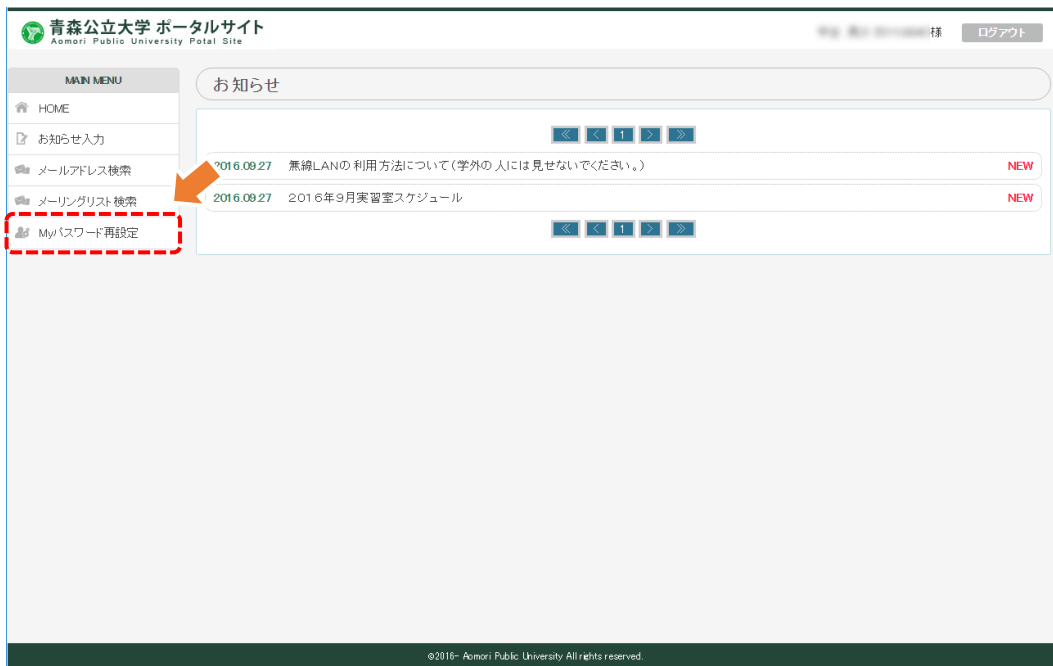 青森公立大学 ポータルサイト
Aomori Public University Potal Site
様
ログアウト
MAIN MENU
HOME
お知らせ入力
メールアドレス検索
メーリングリスト検索
Myパスワード再設定
お知らせ
≪ < 1 > ≫
2016.09.27 無線LANの利用方法について(学外の人には見せないでください。) NEW
2016.09.27 2016年9月実習室スケジュール NEW
≪ < 1 > ≫
©2016- Aomori Public University All rights reserved.